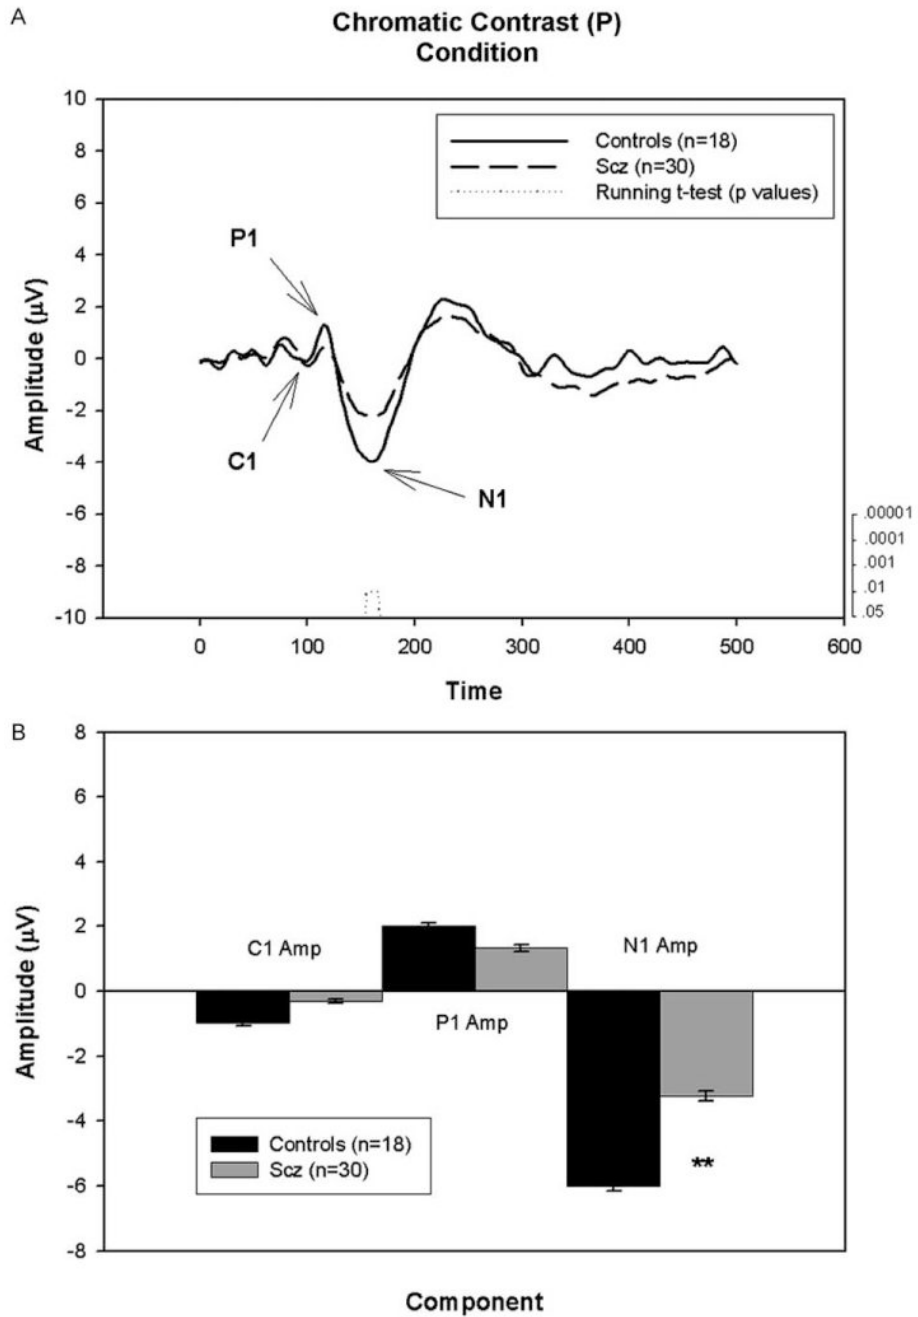 A
Chromatic Contrast (P)
Condition
10
8
6
4
2
0
-2
-4
-6
-8
-10
Amplitude (µV)
Controls (n=18)
Scz (n=30)
Running t-test (p values)
P1
C1
N1
.00001
.0001
.001
.01
.05
0 100 200 300 400 500 600
Time
B
8
6
4
2
0
-2
-4
-6
-8
Amplitude (µV)
C1 Amp
N1 Amp
P1 Amp
Controls (n=18)
Scz (n=30)
**
Component